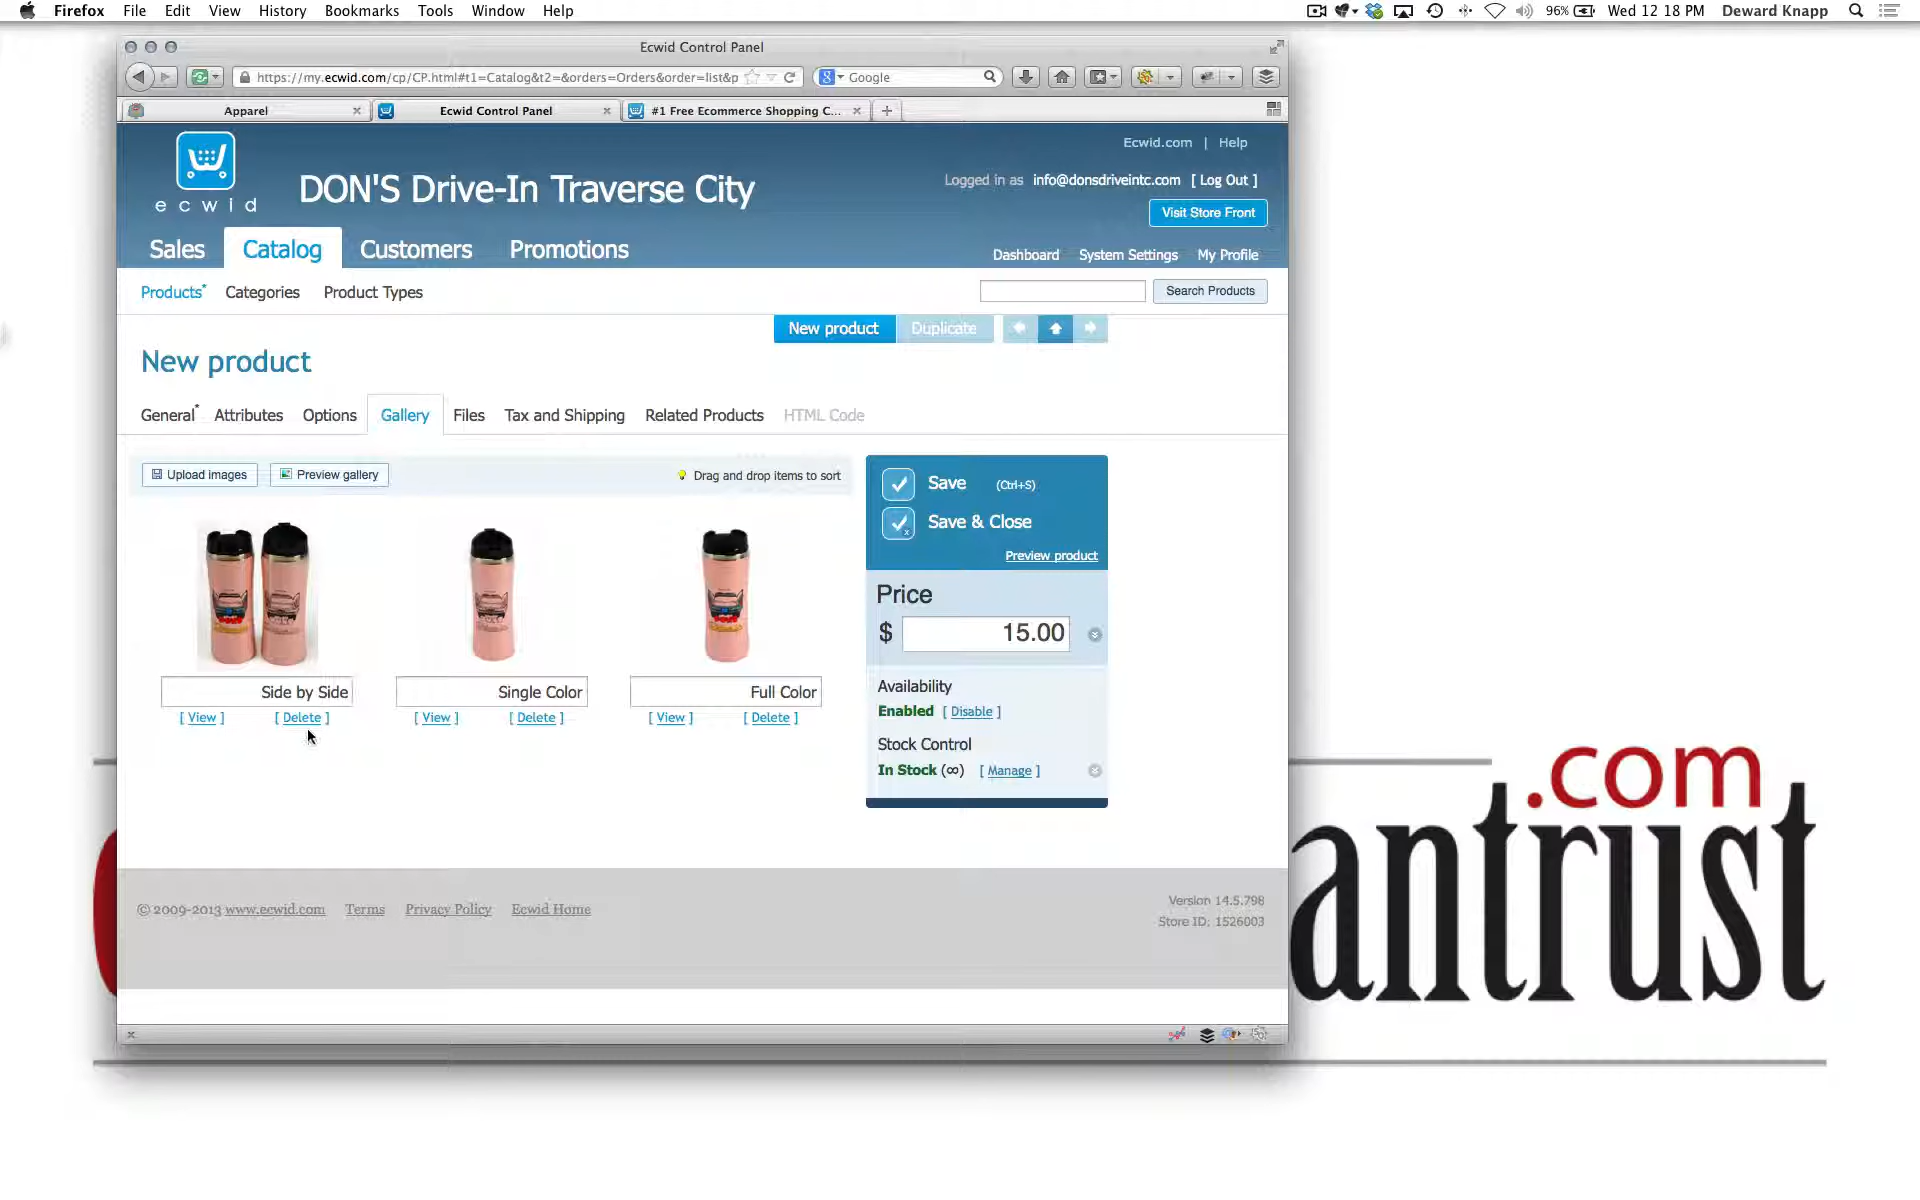 Firefox File Edit View History Bookmarks Tools Window Help 96% Wed 12 18 PM Deward Knapp
Ecwid Control Panel
https://my.ecwid.com/cp/CP.html#t1=Catalog&t2=&orders=Orders&order=list&p Google
Apparel Ecwid Control Panel #1 Free Ecommerce Shopping C...
Ecwid.com | Help
ecwid DON'S Drive-In Traverse City
Logged in as info@donsdriveintc.com [ Log Out ]
Visit Store Front
Sales Catalog Customers Promotions Dashboard System Settings My Profile
Products* Categories Product Types Search Products
New product Duplicate
New product
General* Attributes Options Gallery Files Tax and Shipping Related Products HTML Code
Upload images Preview gallery Drag and drop items to sort
Save (Ctrl+S)
Save & Close
Preview product
Price
$ 15.00
Side by Side Single Color Full Color
[ View ] [ Delete ] [ View ] [ Delete ] [ View ] [ Delete ]
Availability
Enabled [ Disable ]
Stock Control
In Stock (∞) [ Manage ]
.com
antrust
© 2009-2013 www.ecwid.com Terms Privacy Policy Ecwid Home
Version 14.5.798
Store ID: 1526003